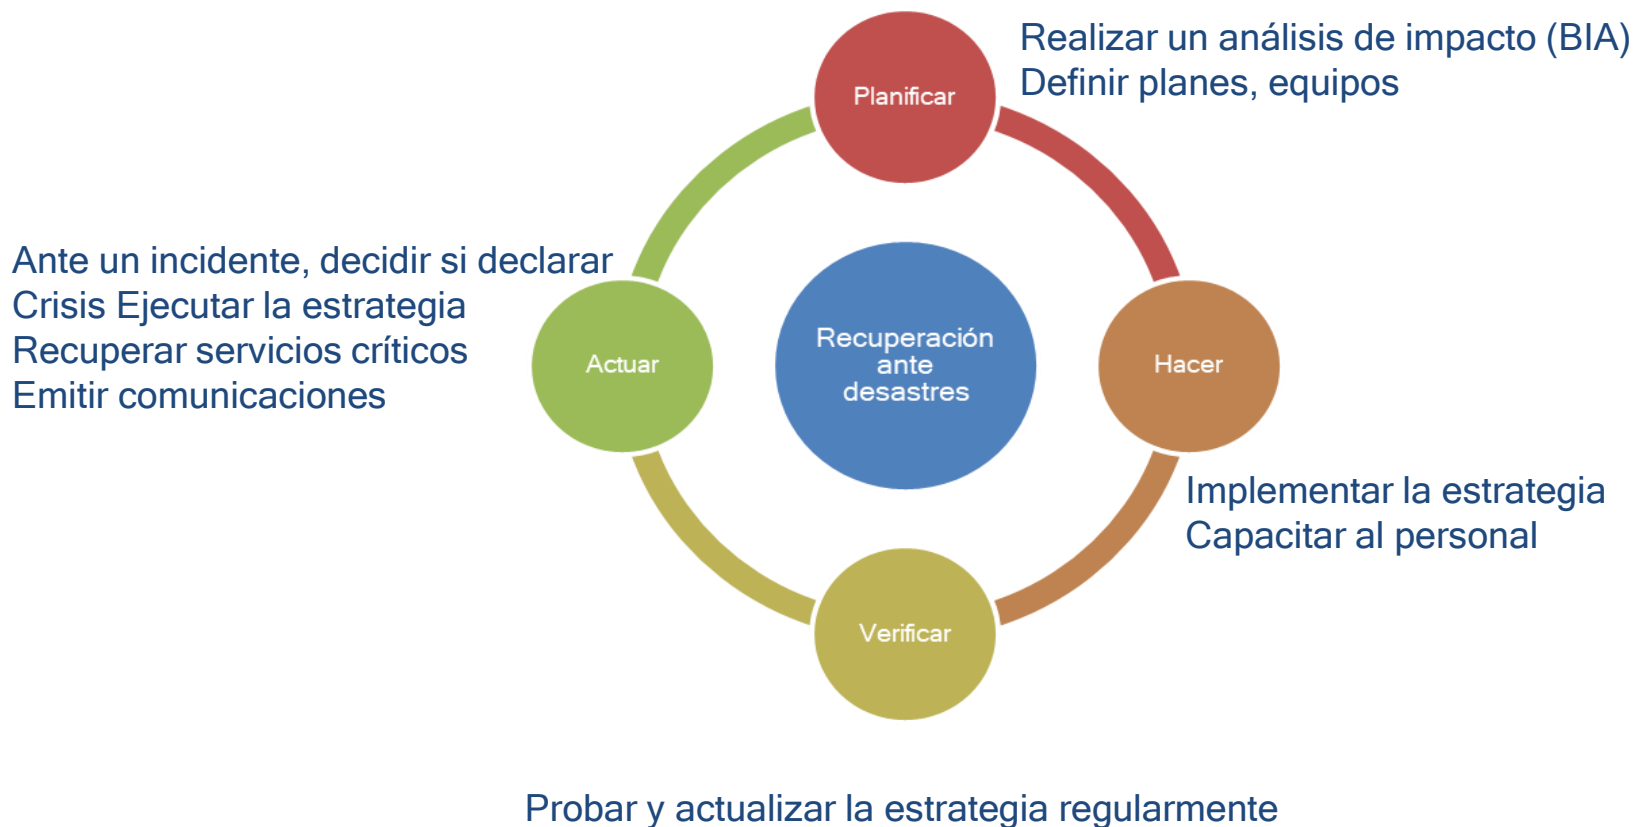 Realizar un análisis de impacto (BIA)
Definir planes, equipos
Planificar
Ante un incidente, decidir si declarar
Crisis Ejecutar la estrategia
Recuperar servicios críticos
Emitir comunicaciones
Actuar
Recuperación
ante
desastres
Hacer
Implementar la estrategia
Capacitar al personal
Verificar
Probar y actualizar la estrategia regularmente